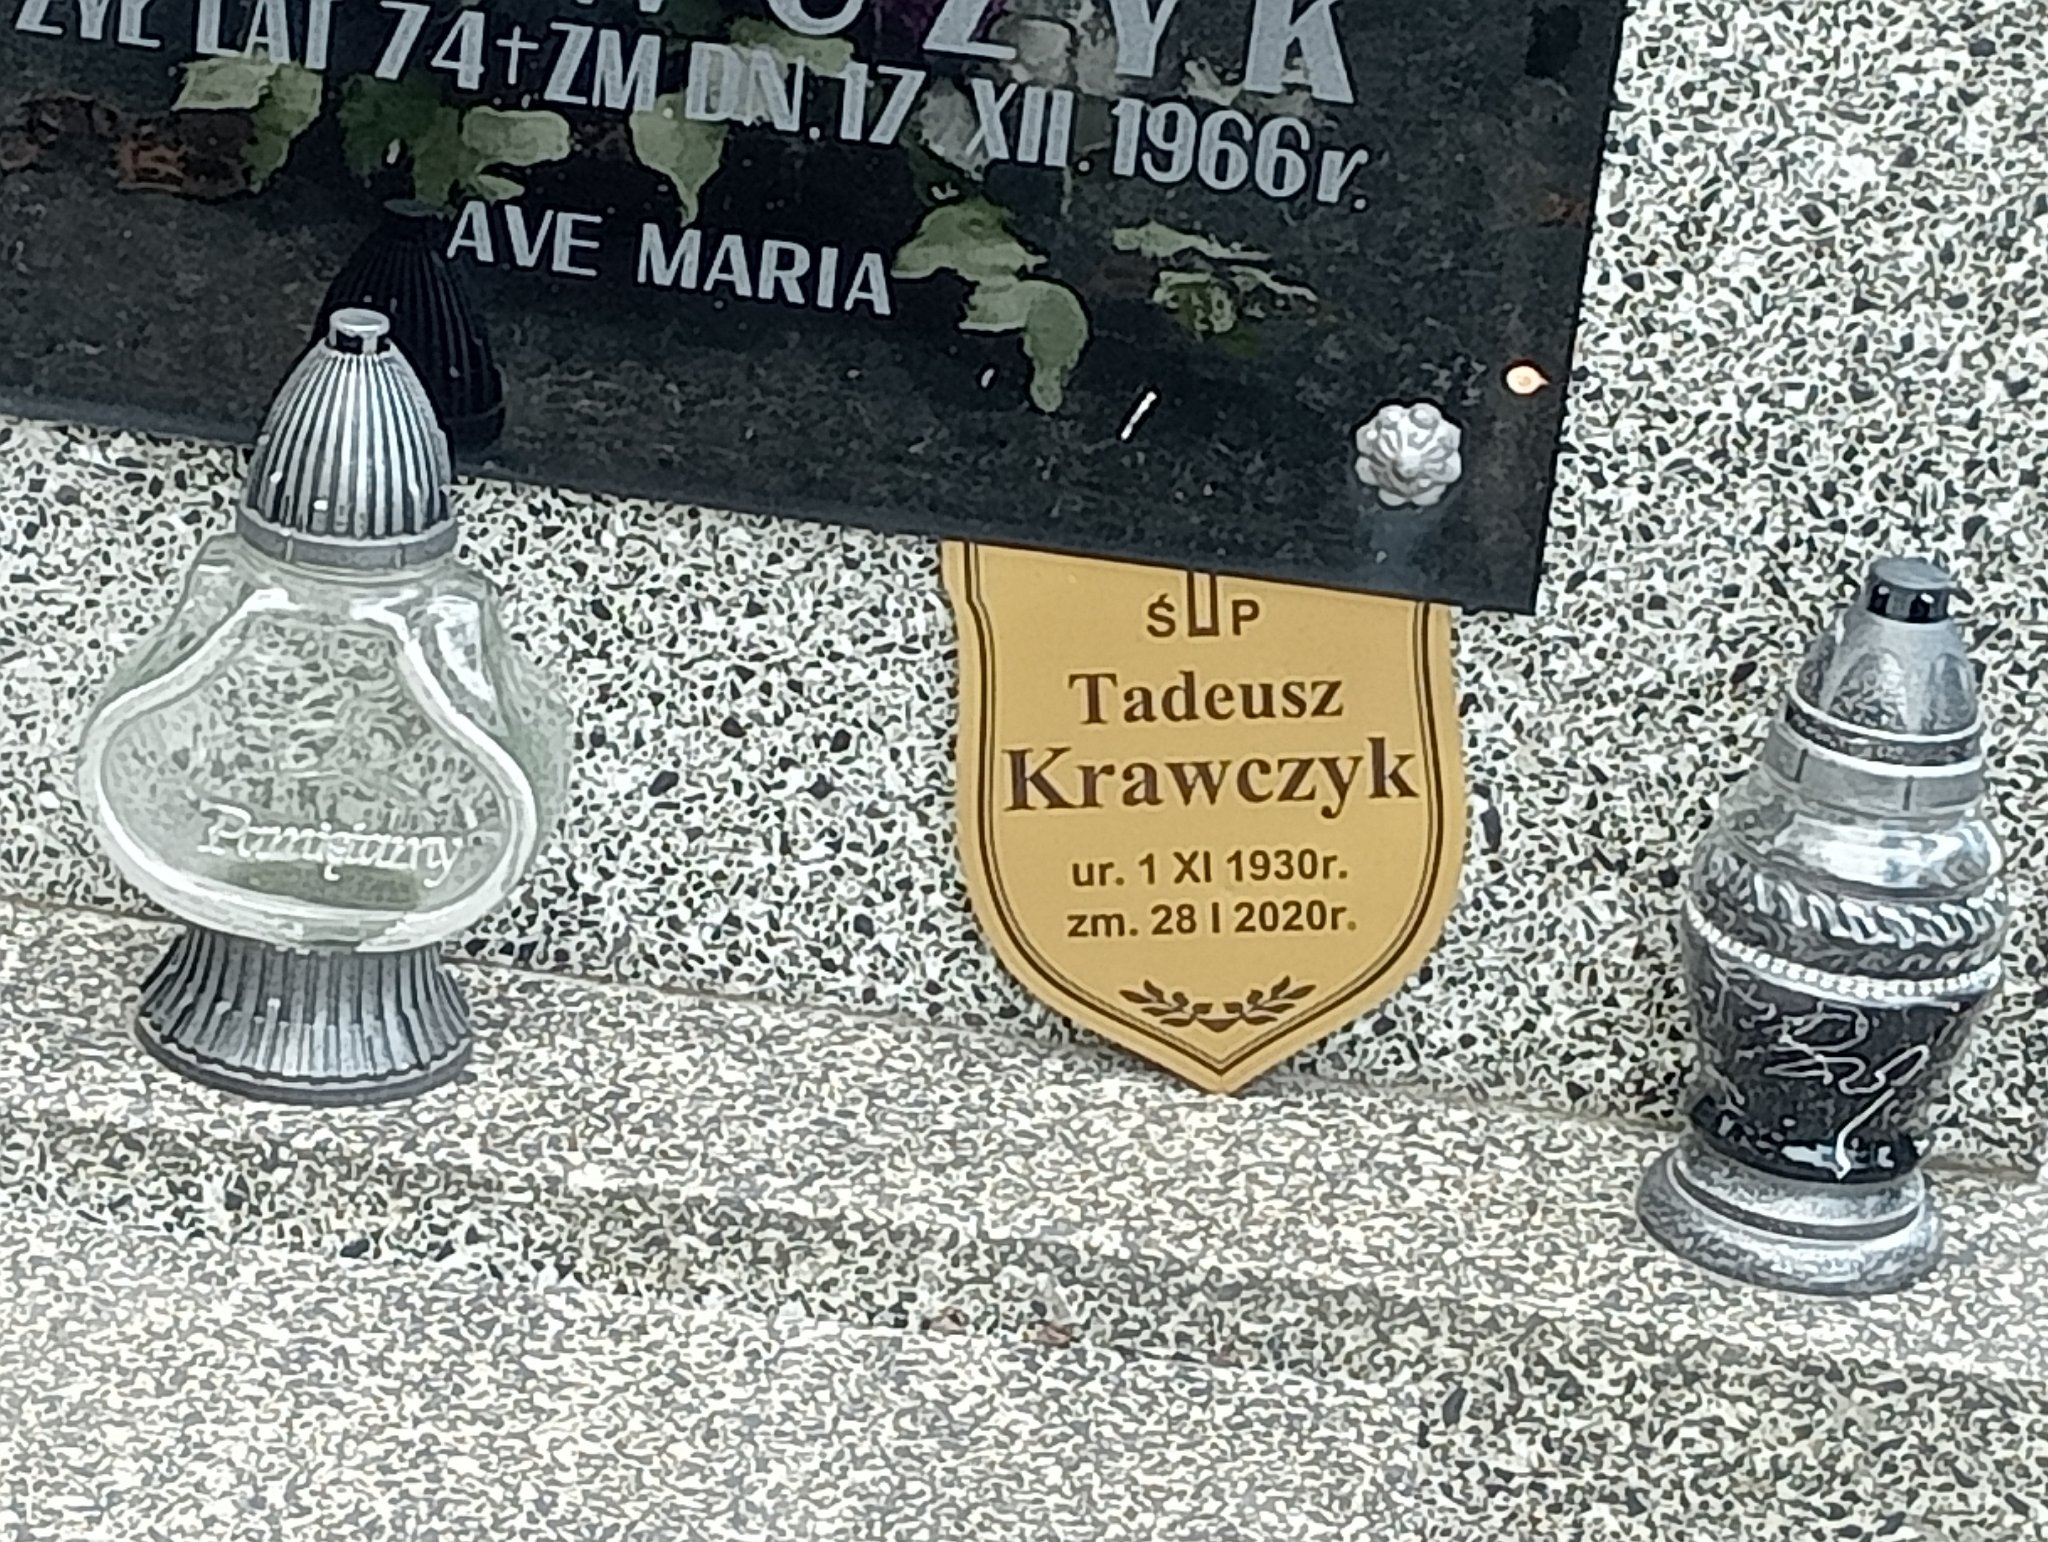 ŻYŁ LAT 74 † ZM DN. 17 XII. 1966r.
AVE MARIA
Ś P
Tadeusz
Krawczyk
ur. 1 XI 1930r.
zm. 28 I 2020r.
Pamiętamy